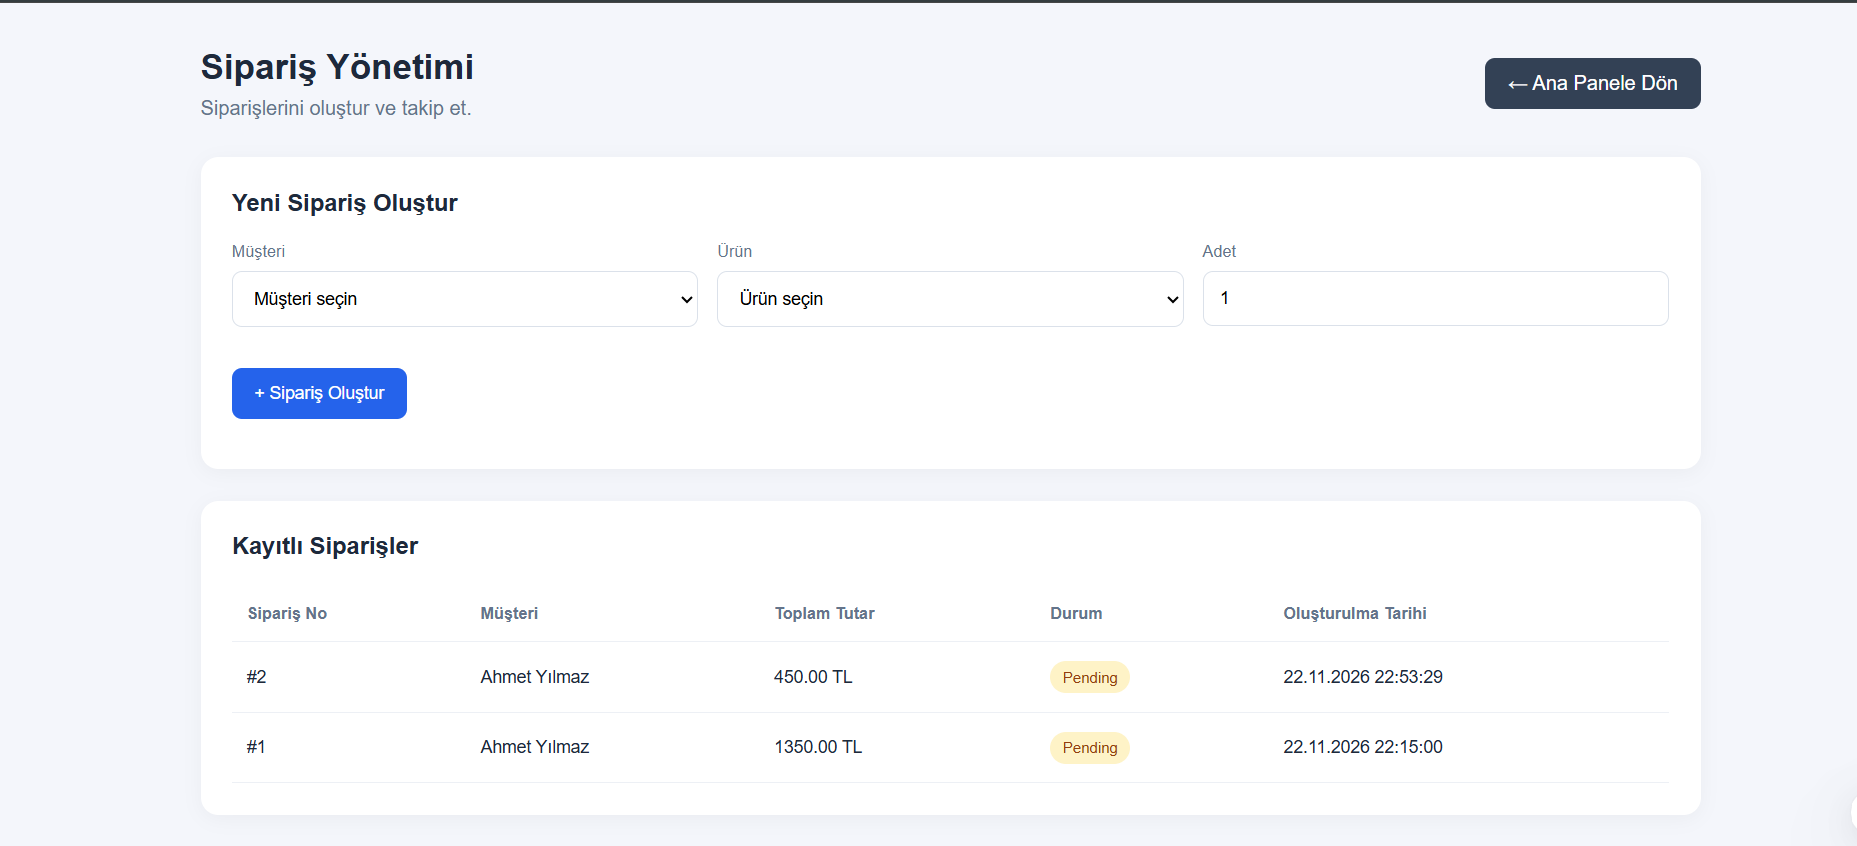 Sipariş Yönetimi
Siparişlerini oluştur ve takip et.
← Ana Panele Dön
Yeni Sipariş Oluştur
Müşteri Ürün Adet
Müşteri seçin Ürün seçin 1
+ Sipariş Oluştur
Kayıtlı Siparişler
Sipariş No Müşteri Toplam Tutar Durum Oluşturulma Tarihi
#2 Ahmet Yılmaz 450.00 TL Pending 22.11.2026 22:53:29
#1 Ahmet Yılmaz 1350.00 TL Pending 22.11.2026 22:15:00